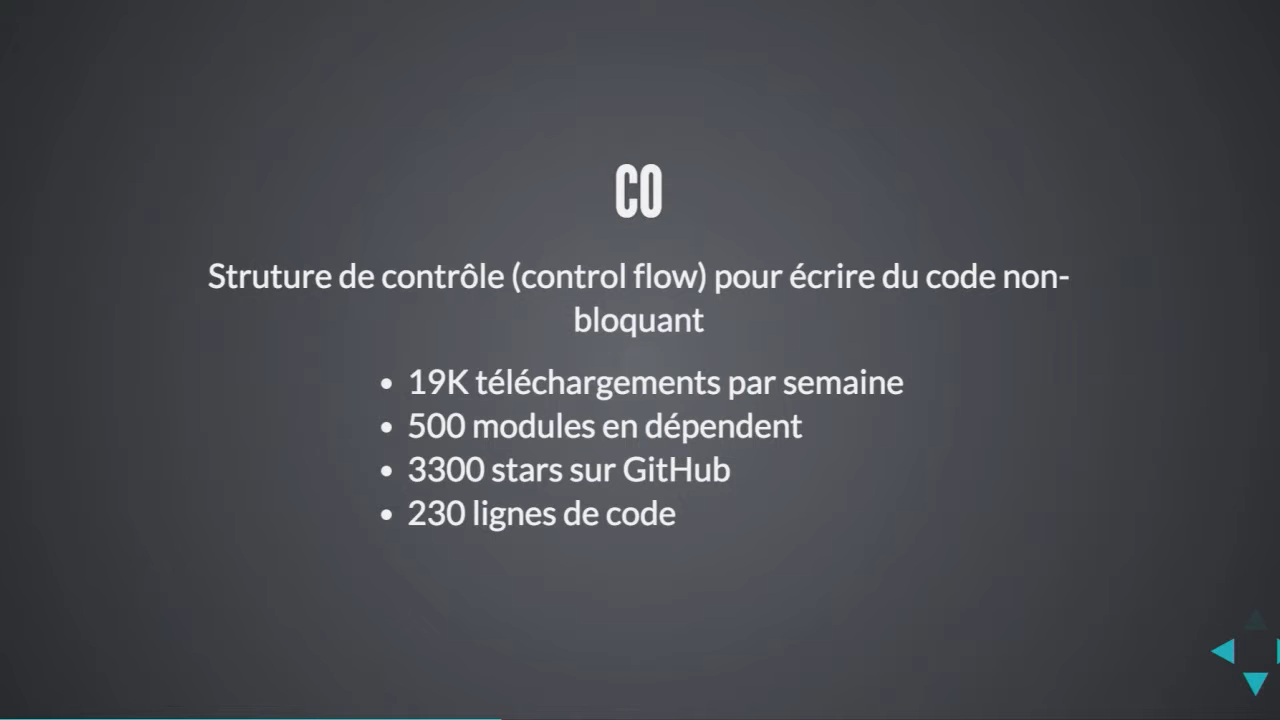 CO
Struture de contrôle (control flow) pour écrire du code non-
bloquant
• 19K téléchargements par semaine
• 500 modules en dépendent
• 3300 stars sur GitHub
• 230 lignes de code